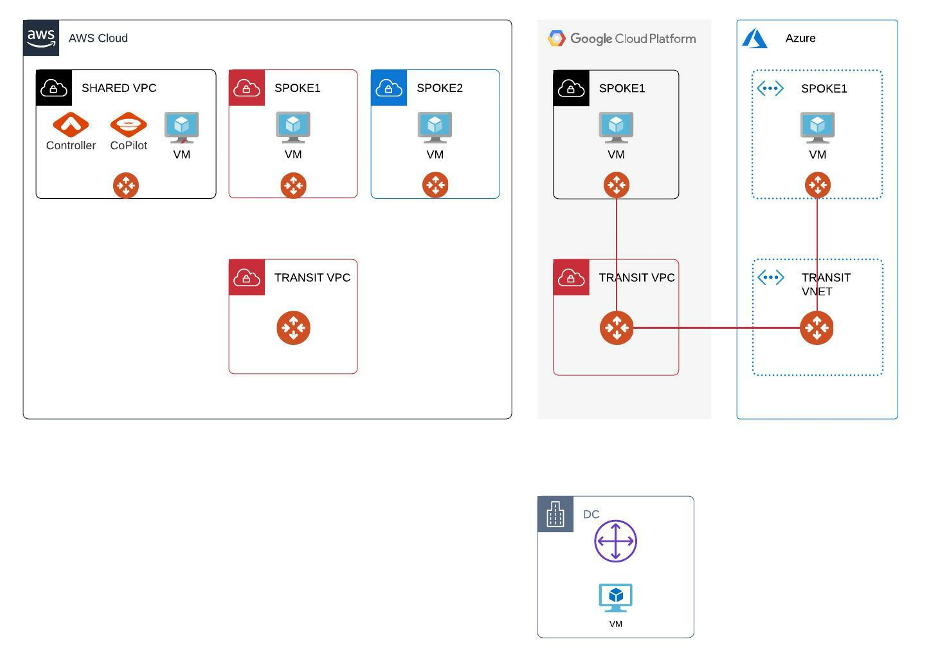 aws
AWS Cloud
SHARED VPC
Controller
CoPilot
VM
SPOKE1
VM
SPOKE2
VM
TRANSIT VPC
Google Cloud Platform
SPOKE1
VM
TRANSIT VPC
Azure
SPOKE1
VM
TRANSIT
VNET
DC
VM